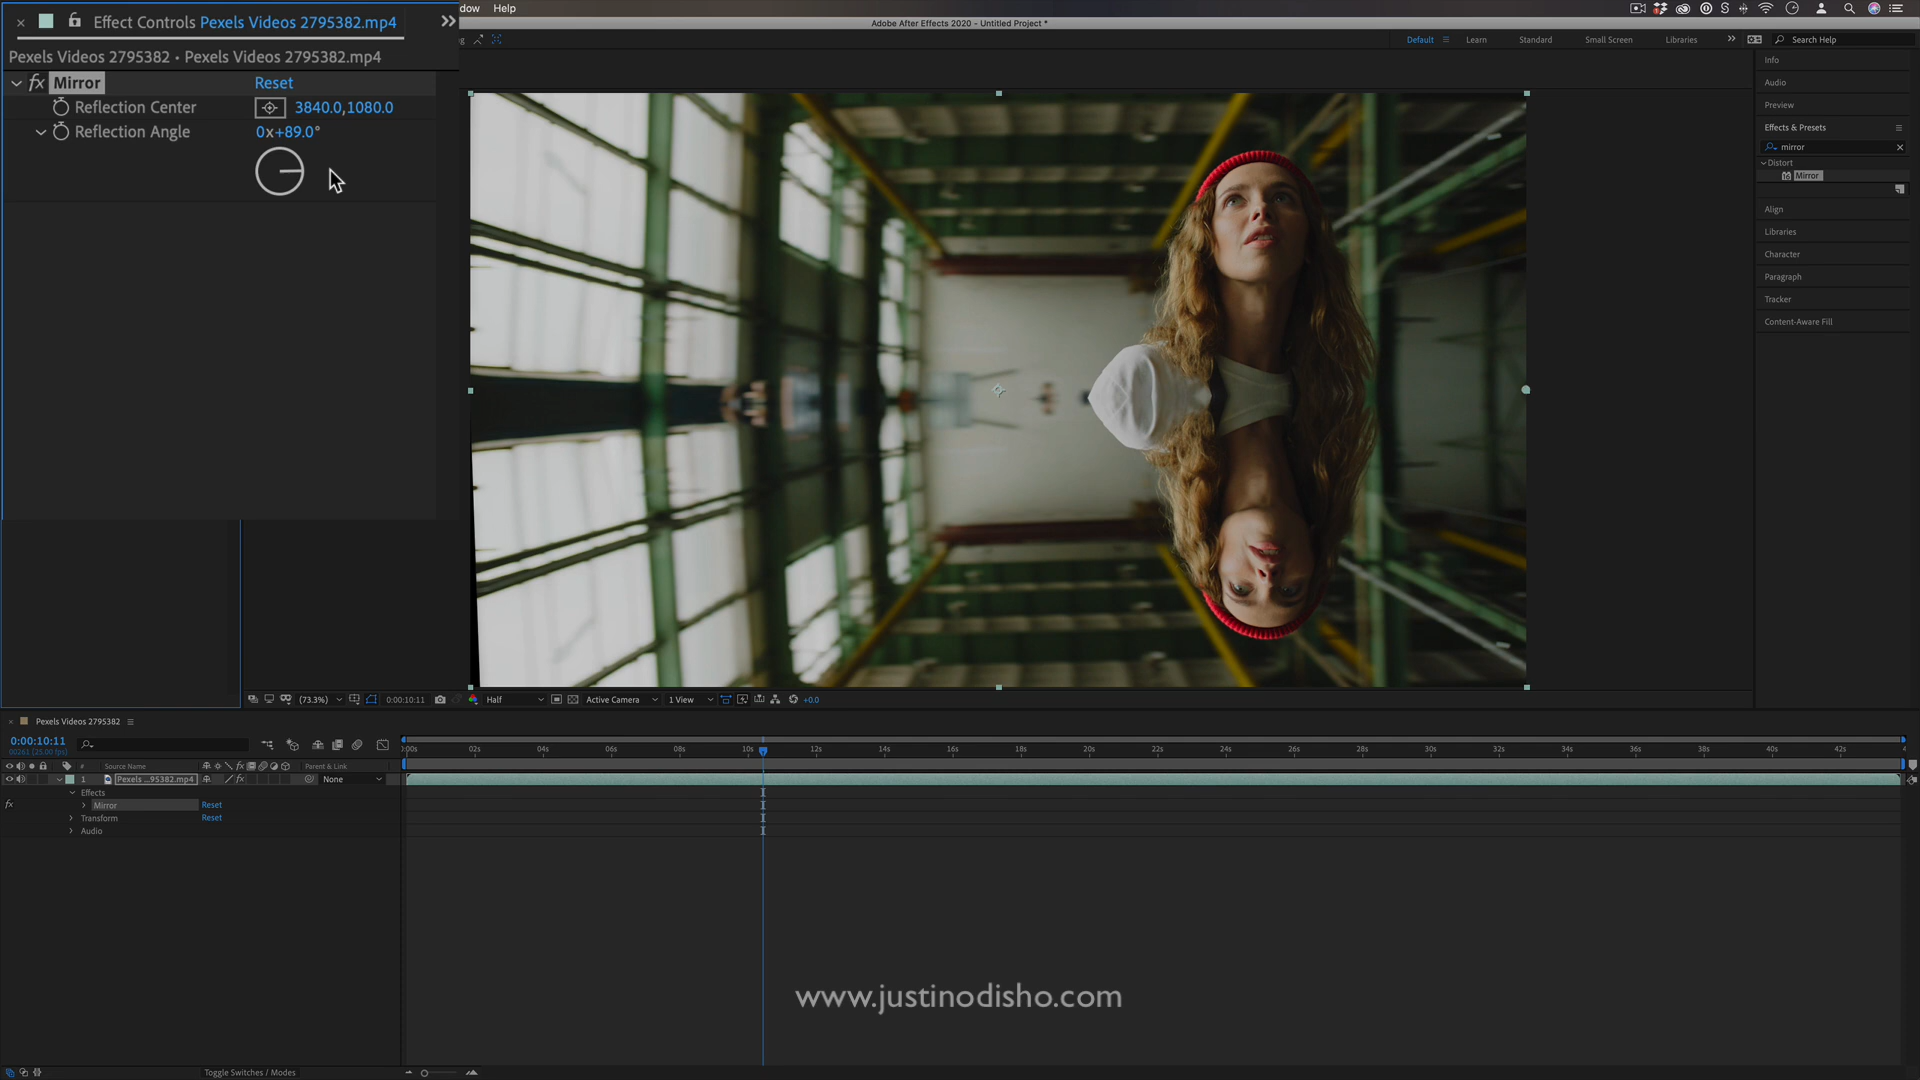 Effect Controls Pexels Videos 2795382.mp4
Pexels Videos 2795382 • Pexels Videos 2795382.mp4
fx Mirror Reset
Reflection Center 3840.0,1080.0
Reflection Angle 0x+89.0°
dow Help
Adobe After Effects 2020 - Untitled Project *
Default Learn Standard Small Screen Libraries Search Help
Info
Audio
Preview
Effects & Presets
mirror
Distort
Mirror
Align
Libraries
Character
Paragraph
Tracker
Content-Aware Fill
(73.3%) 0:00:10:11 Half Active Camera 1 View +0.0
Pexels Videos 2795382
0:00:10:11
00261 (25.00 fps)
:00s 02s 04s 06s 08s 10s 12s 14s 16s 18s 20s 22s 24s 26s 28s 30s 32s 34s 36s 38s 40s 42s 4
# Source Name fx Parent & Link
1 Pexels ...95382.mp4 fx None
Effects
fx Mirror Reset
Transform Reset
Audio
www.justinodisho.com
Toggle Switches / Modes